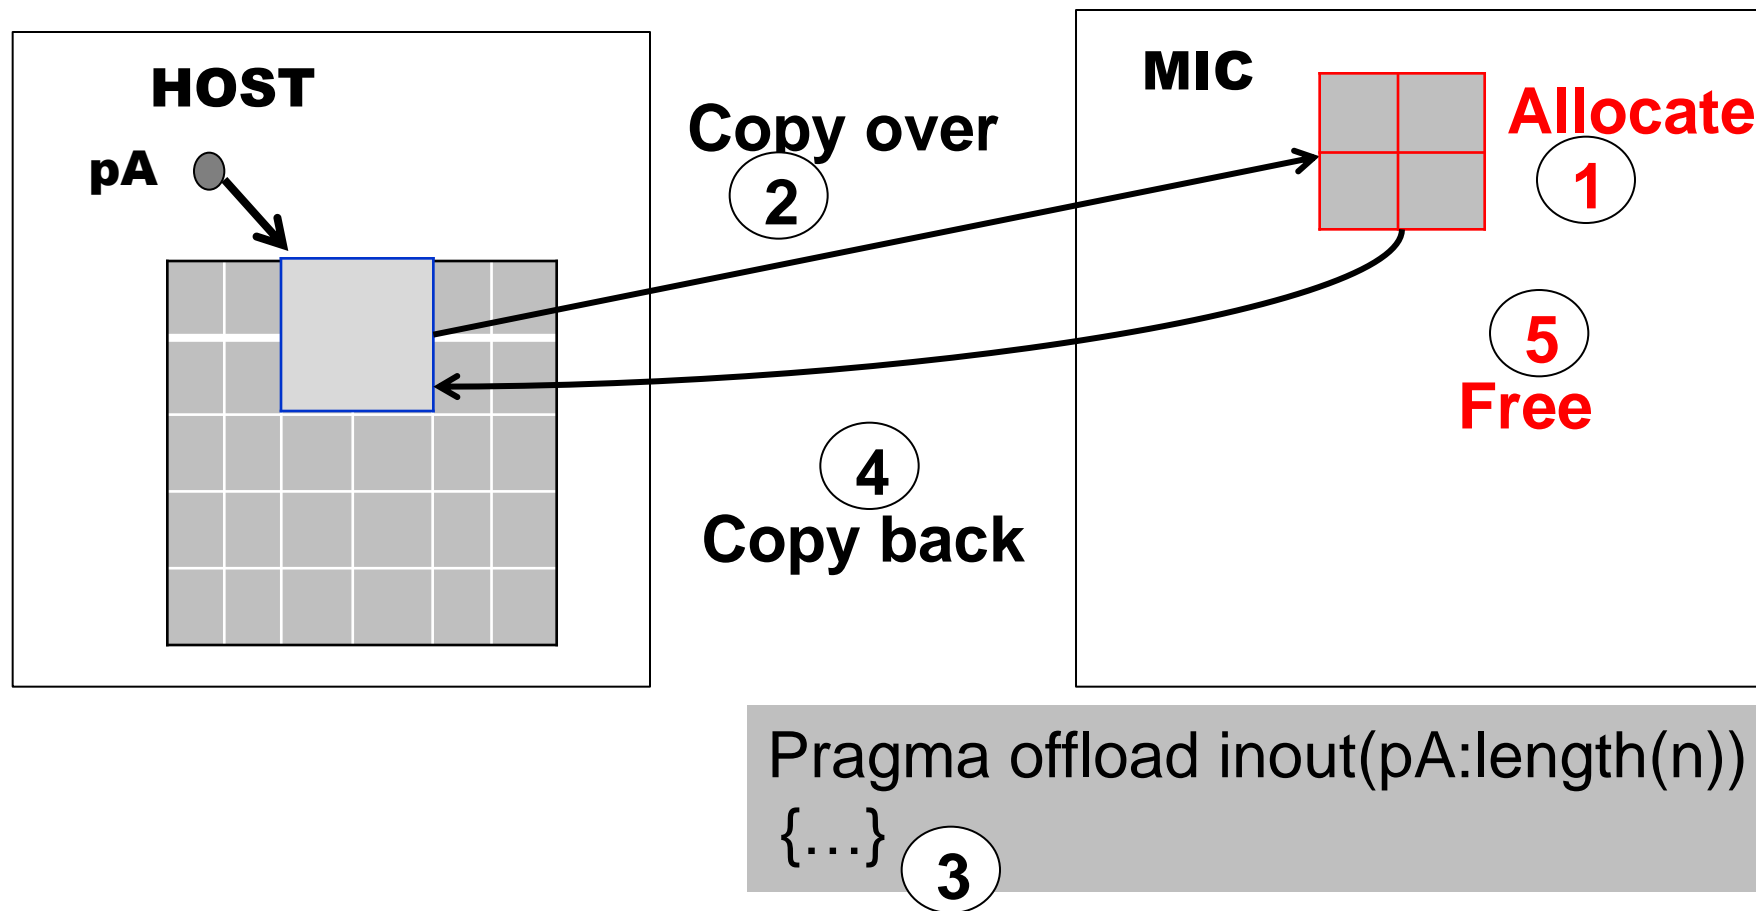 HOST
pA
Copy over
2
MIC
Allocate
1
5
Free
4
Copy back
Pragma offload inout(pA:length(n))
{…}
3